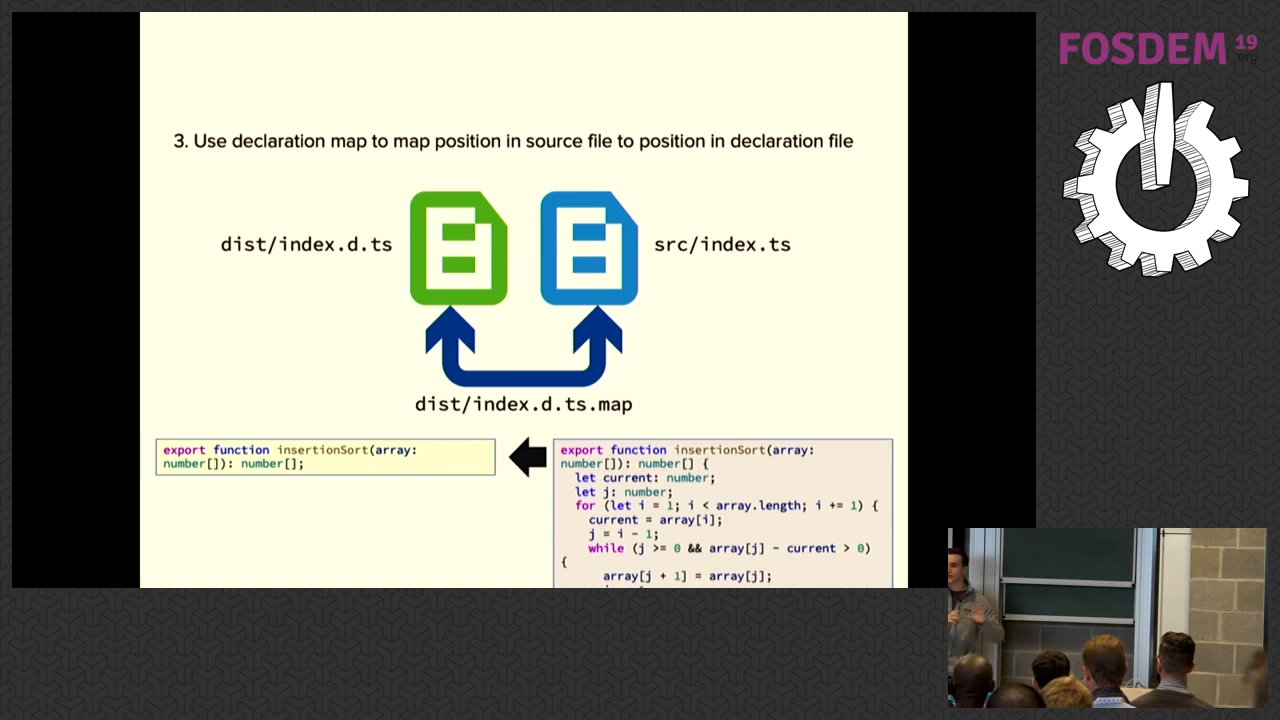 FOSDEM 19
.org
3. Use declaration map to map position in source file to position in declaration file
dist/index.d.ts
src/index.ts
dist/index.d.ts.map
export function insertionSort(array:
number[]): number[];
export function insertionSort(array:
number[]): number[] {
let current: number;
let j: number;
for (let i = 1; i < array.length; i += 1) {
current = array[i];
j = i - 1;
while (j >= 0 && array[j] - current > 0)
{
array[j + 1] = array[j];